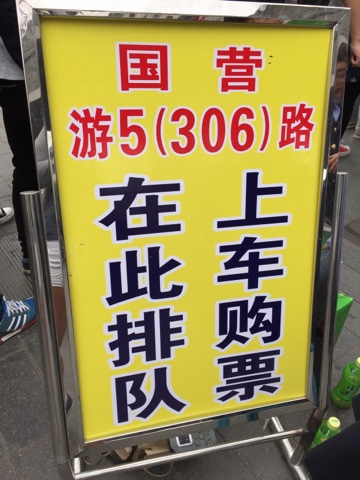 国营
游5(306)路
在此排队
上车购票